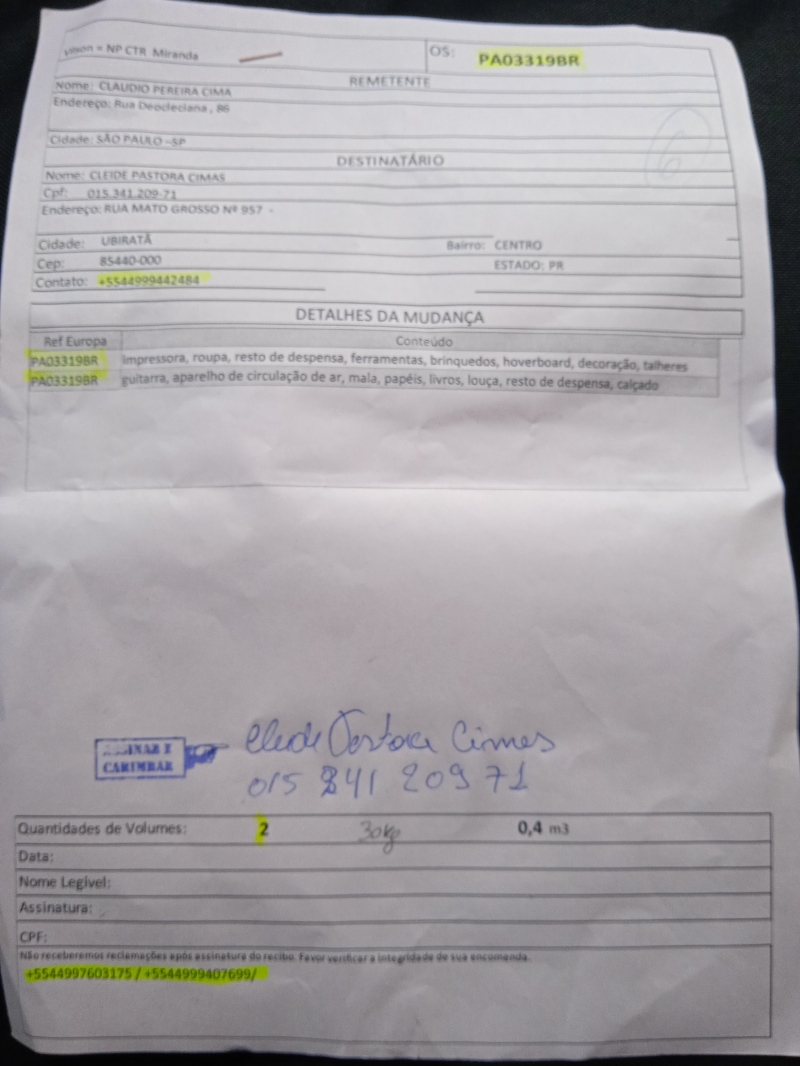 = NP CTR Miranda
OS: PA03319BR
REMETENTE
Nome: CLAUDIO PEREIRA CIMA
Endereço: Rua Deocleciana , 86
Cidade: SÃO PAULO -SP
6
DESTINATÁRIO
Nome: CLEIDE PASTORA CIMAS
Cpf: 015.341.209-71
Endereço: RUA MATO GROSSO Nº 957 -
Cidade: UBIRATÃ Bairro: CENTRO
Cep: 85440-000 ESTADO: PR
Contato: +5544999442484
DETALHES DA MUDANÇA
Ref Europa Conteúdo
PA03319BR impressora, roupa, resto de despensa, ferramentas, brinquedos, hoverboard, decoração, talheres
PA03319BR guitarra, aparelho de circulação de ar, mala, papéis, livros, louça, resto de despensa, calçado
ASSINAR E
CARIMBAR
Cleide Pastora Cimas
015 341 209 71
Quantidades de Volumes: 2 30kg 0,4 m3
Data:
Nome Legível:
Assinatura:
CPF:
Não receberemos reclamações após assinatura do recibo. Favor verificar a integridade de sua encomenda.
+5544997603175 / +5544999407699/